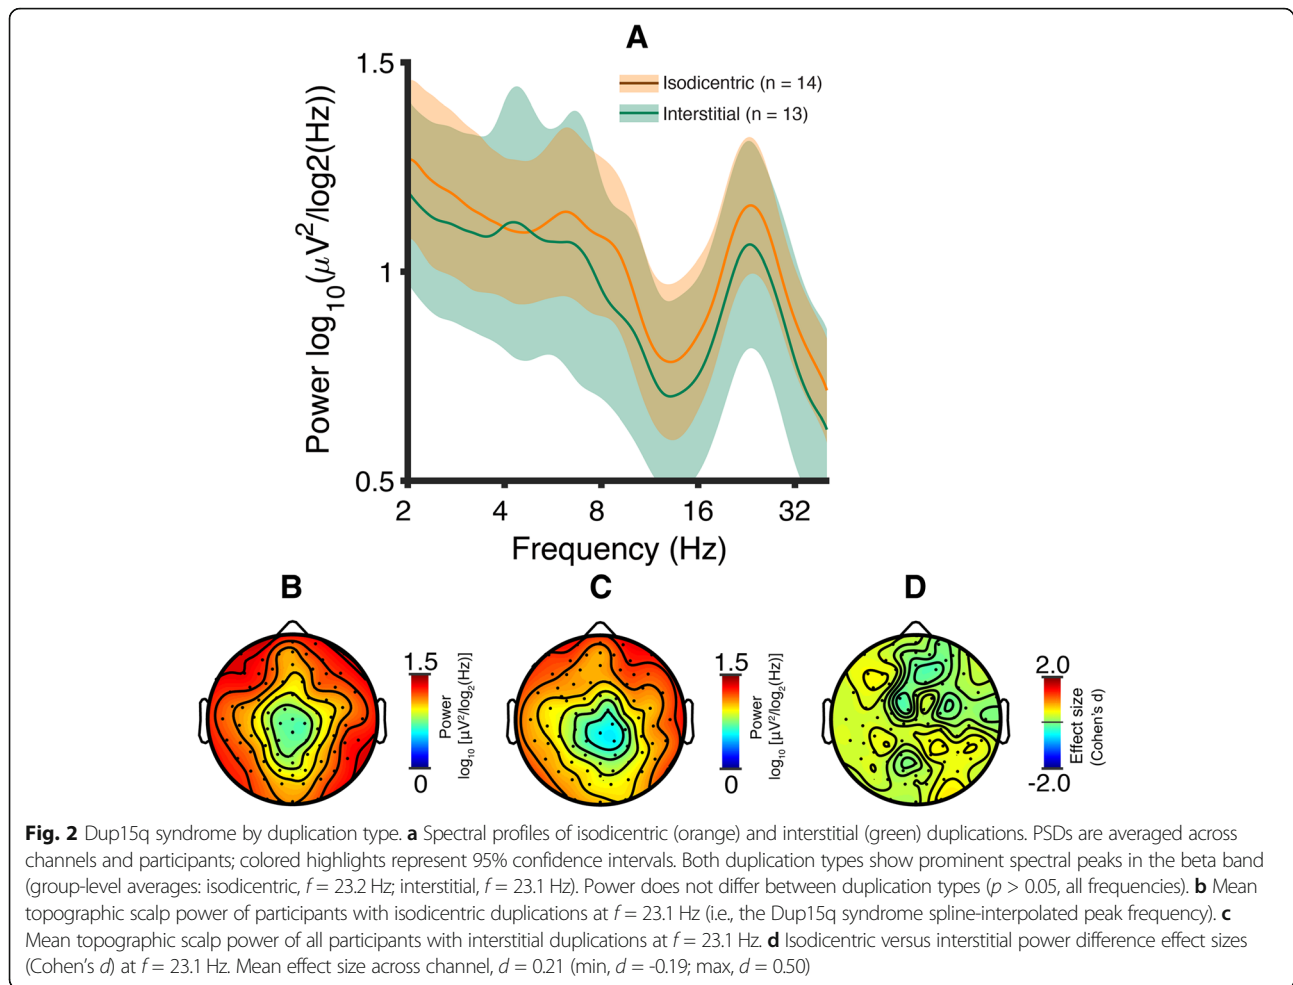 A
1.5
1
0.5
Power log10(μV2/log2(Hz))
Isodicentric (n = 14)
Interstitial (n = 13)
2 4 8 16 32
Frequency (Hz)
B C D
1.5
0
Power
log10 [μV2/log2(Hz)]
1.5
0
Power
log10 [μV2/log2(Hz)]
2.0
-2.0
Effect size
(Cohen's d)
Fig. 2 Dup15q syndrome by duplication type. a Spectral profiles of isodicentric (orange) and interstitial (green) duplications. PSDs are averaged across
channels and participants; colored highlights represent 95% confidence intervals. Both duplication types show prominent spectral peaks in the beta band
(group-level averages: isodicentric, f = 23.2 Hz; interstitial, f = 23.1 Hz). Power does not differ between duplication types (p > 0.05, all frequencies). b Mean
topographic scalp power of participants with isodicentric duplications at f = 23.1 Hz (i.e., the Dup15q syndrome spline-interpolated peak frequency). c
Mean topographic scalp power of all participants with interstitial duplications at f = 23.1 Hz. d Isodicentric versus interstitial power difference effect sizes
(Cohen's d) at f = 23.1 Hz. Mean effect size across channel, d = 0.21 (min, d = -0.19; max, d = 0.50)